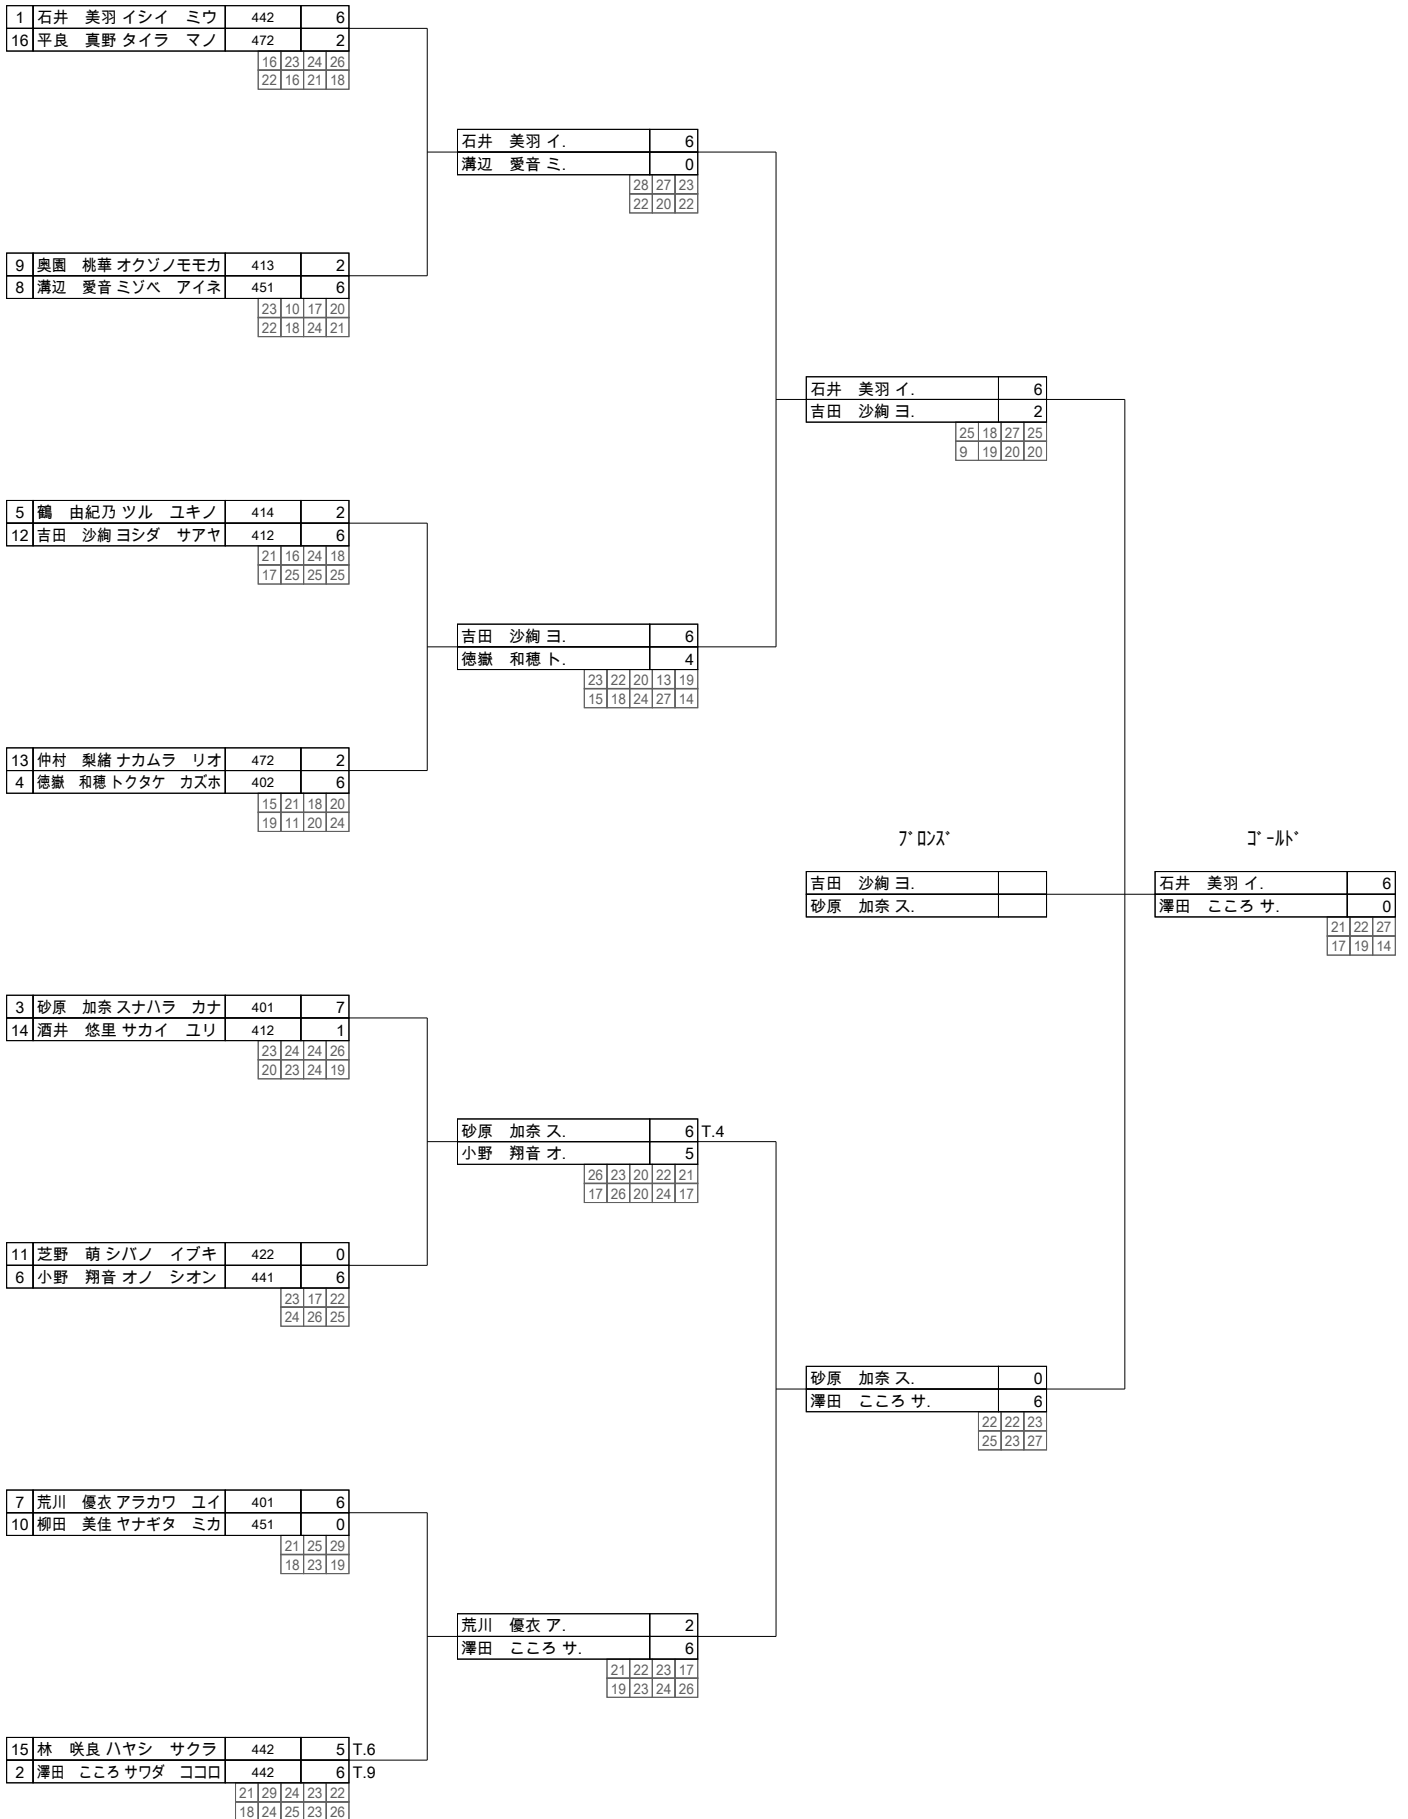 1 石井　美羽 イシイ　ミウ 442 6
16 平良　真野 タイラ　マノ 472 2
16 23 24 26
22 16 21 18
石井　美羽 イ. 6
溝辺　愛音 ミ. 0
28 27 23
22 20 22
9 奥園　桃華 オクゾノモモカ 413 2
8 溝辺　愛音 ミゾベ　アイネ 451 6
23 10 17 20
22 18 24 21
石井　美羽 イ. 6
吉田　沙絢 ヨ. 2
25 18 27 25
9 19 20 20
5 鶴　由紀乃 ツル　ユキノ 414 2
12 吉田　沙絢 ヨシダ　サアヤ 412 6
21 16 24 18
17 25 25 25
吉田　沙絢 ヨ. 6
徳嶽　和穂 ト. 4
23 22 20 13 19
15 18 24 27 14
13 仲村　梨緒 ナカムラ　リオ 472 2
4 徳嶽　和穂 トクタケ　カズホ 402 6
15 21 18 20
19 11 20 24
ﾌﾞﾛﾝｽﾞ
ｺﾞｰﾙﾄﾞ
吉田　沙絢 ヨ.
砂原　加奈 ス.
石井　美羽 イ. 6
澤田　こころ サ. 0
21 22 27
17 19 14
3 砂原　加奈 スナハラ　カナ 401 7
14 酒井　悠里 サカイ　ユリ 412 1
23 24 24 26
20 23 24 19
砂原　加奈 ス. 6 T.4
小野　翔音 オ. 5
26 23 20 22 21
17 26 20 24 17
11 芝野　萌 シバノ　イブキ 422 0
6 小野　翔音 オノ　シオン 441 6
23 17 22
24 26 25
砂原　加奈 ス. 0
澤田　こころ サ. 6
22 22 23
25 23 27
7 荒川　優衣 アラカワ　ユイ 401 6
10 柳田　美佳 ヤナギタ　ミカ 451 0
21 25 29
18 23 19
荒川　優衣 ア. 2
澤田　こころ サ. 6
21 22 23 17
19 23 24 26
15 林　咲良 ハヤシ　サクラ 442 5 T.6
2 澤田　こころ サワダ　ココロ 442 6 T.9
21 29 24 23 22
18 24 25 23 26